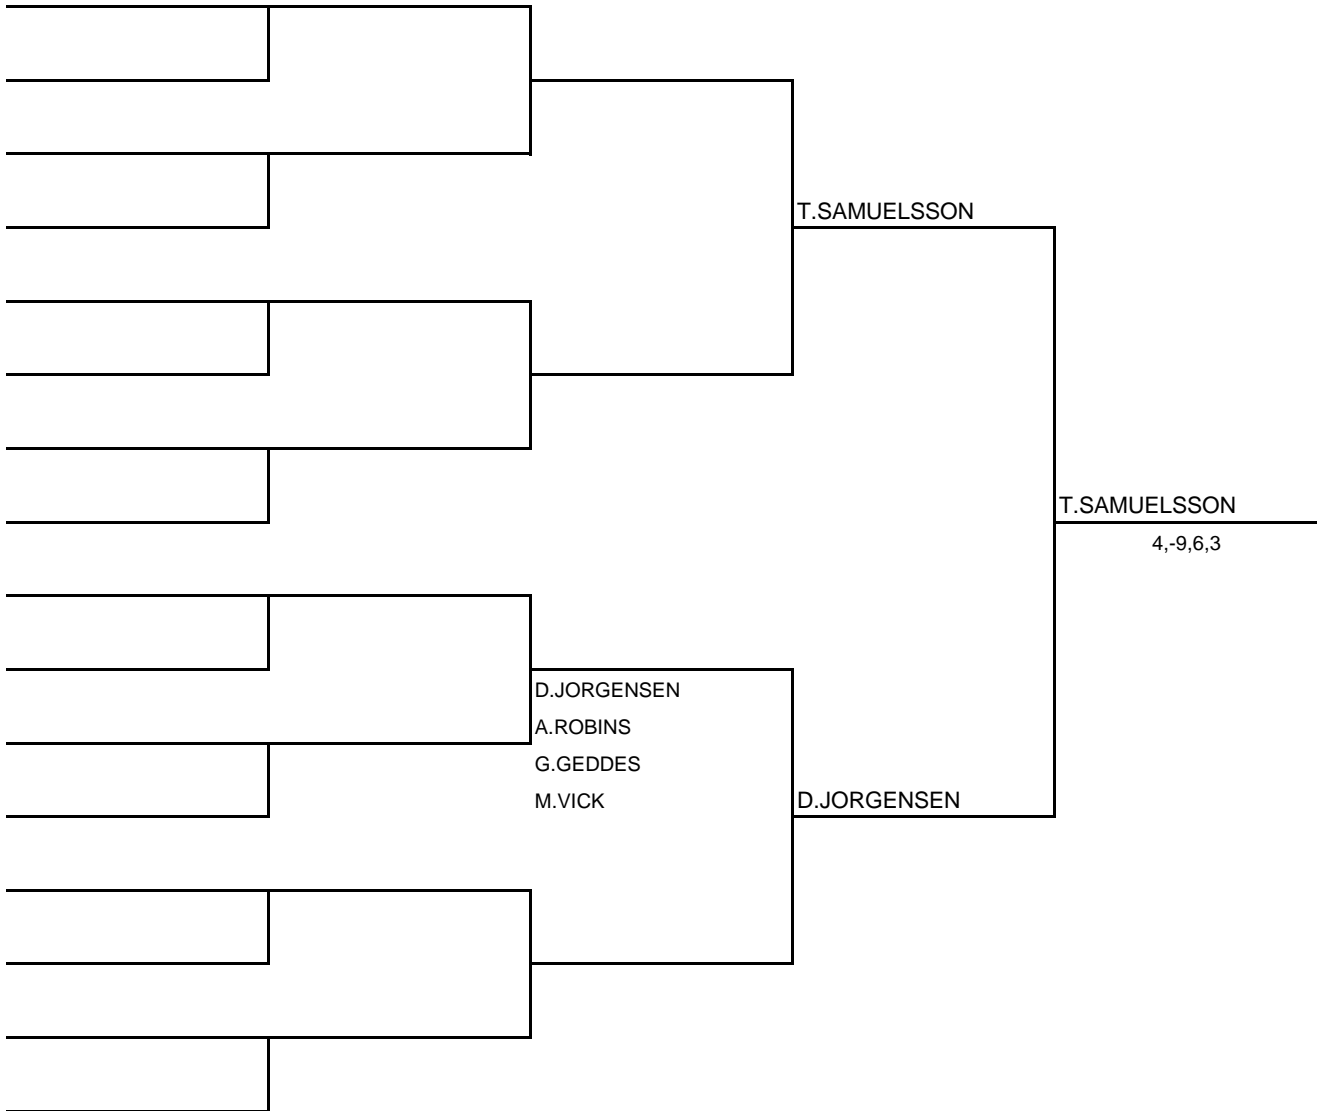 T.SAMUELSSON
T.SAMUELSSON
4,-9,6,3
D.JORGENSEN
A.ROBINS
G.GEDDES
M.VICK
D.JORGENSEN